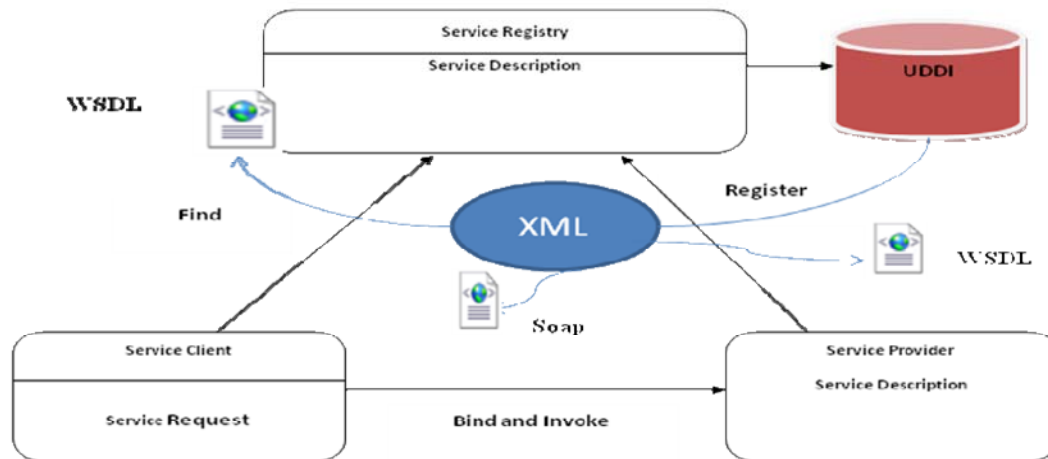 Service Registry
Service Description
UDDI
WSDL
Register
Find
XML
WSDL
Soap
Service Client
Service Request
Bind and Invoke
Service Provider
Service Description